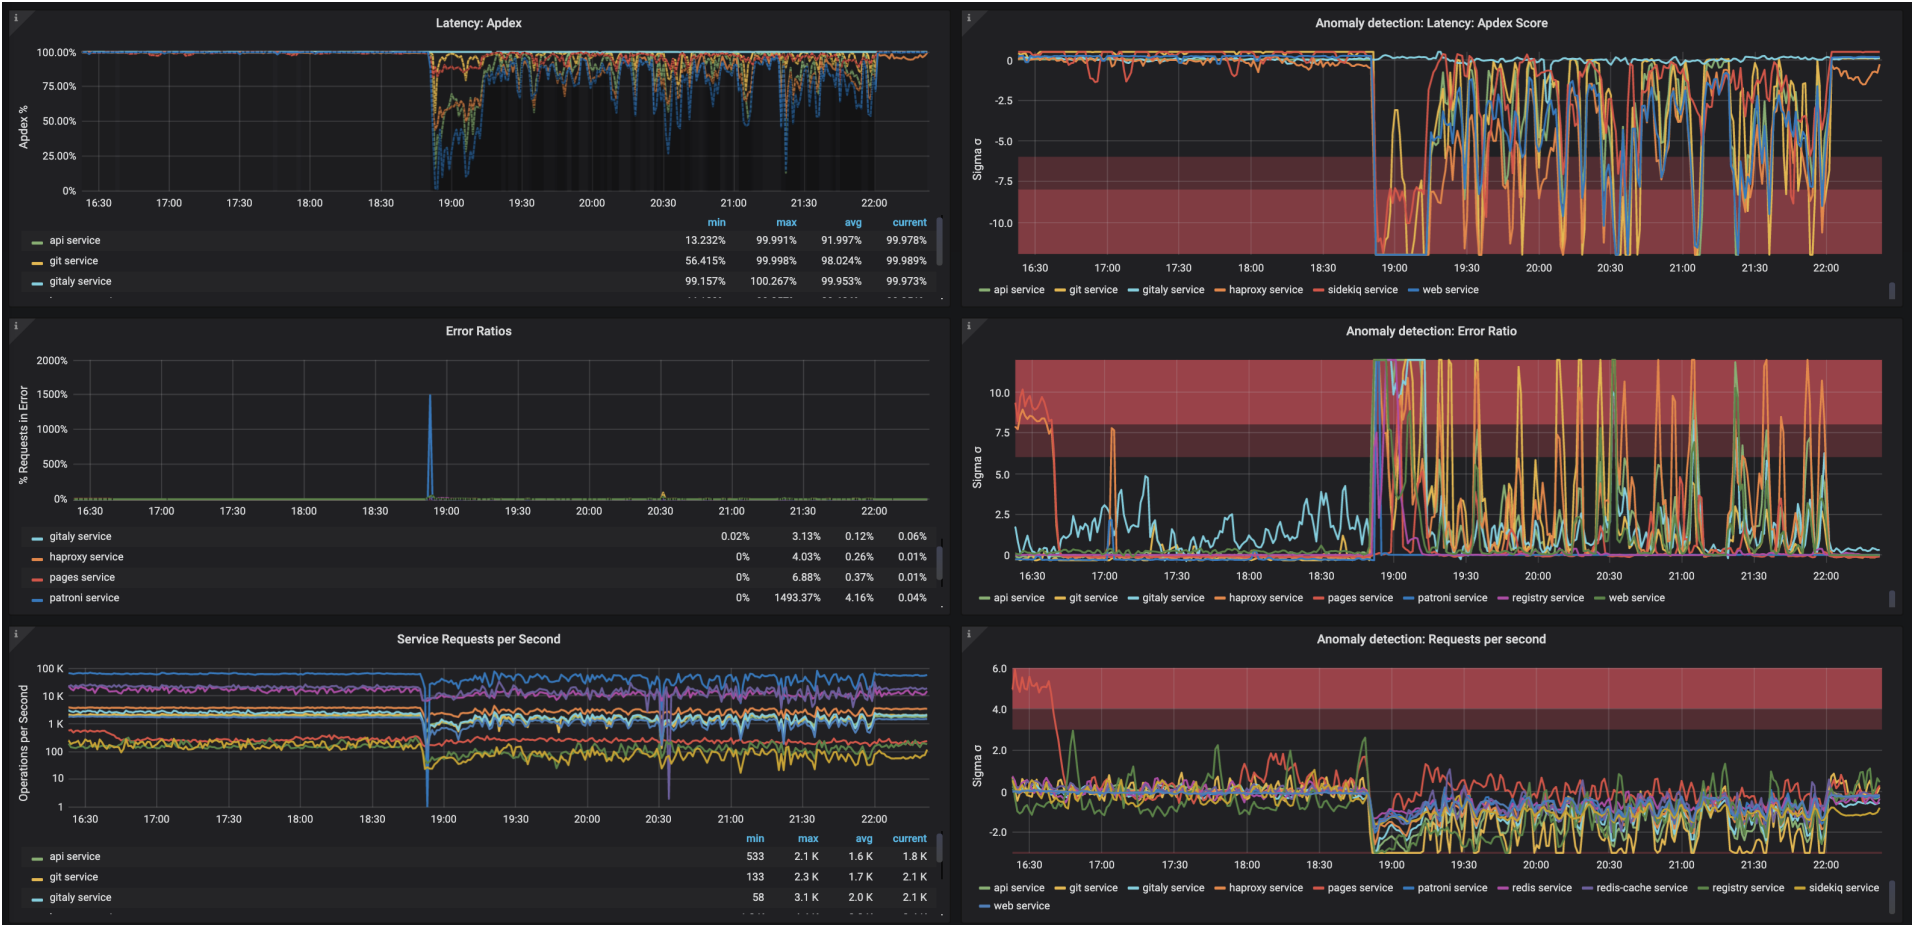 Latency: Apdex
Apdex %
100.00%
75.00%
50.00%
25.00%
0%
16:30 17:00 17:30 18:00 18:30 19:00 19:30 20:00 20:30 21:00 21:30 22:00
min max avg current
api service 13.232% 99.991% 91.997% 99.978%
git service 56.415% 99.998% 98.024% 99.989%
gitaly service 99.157% 100.267% 99.953% 99.973%
Anomaly detection: Latency: Apdex Score
Sigma σ
0
-2.5
-5.0
-7.5
-10.0
16:30 17:00 17:30 18:00 18:30 19:00 19:30 20:00 20:30 21:00 21:30 22:00
api service git service gitaly service haproxy service sidekiq service web service
Error Ratios
% Requests in Error
2000%
1500%
1000%
500%
0%
16:30 17:00 17:30 18:00 18:30 19:00 19:30 20:00 20:30 21:00 21:30 22:00
gitaly service 0.02% 3.13% 0.12% 0.06%
haproxy service 0% 4.03% 0.26% 0.01%
pages service 0% 6.88% 0.37% 0.01%
patroni service 0% 1493.37% 4.16% 0.04%
Anomaly detection: Error Ratio
Sigma σ
10.0
7.5
5.0
2.5
0
16:30 17:00 17:30 18:00 18:30 19:00 19:30 20:00 20:30 21:00 21:30 22:00
api service git service gitaly service haproxy service pages service patroni service registry service web service
Service Requests per Second
Operations per Second
100 K
10 K
1 K
100
10
1
16:30 17:00 17:30 18:00 18:30 19:00 19:30 20:00 20:30 21:00 21:30 22:00
min max avg current
api service 533 2.1 K 1.6 K 1.8 K
git service 133 2.3 K 1.7 K 2.1 K
gitaly service 58 3.1 K 2.0 K 2.1 K
Anomaly detection: Requests per second
Sigma σ
6.0
4.0
2.0
0
-2.0
16:30 17:00 17:30 18:00 18:30 19:00 19:30 20:00 20:30 21:00 21:30 22:00
api service git service gitaly service haproxy service pages service patroni service redis service redis-cache service registry service sidekiq service
web service